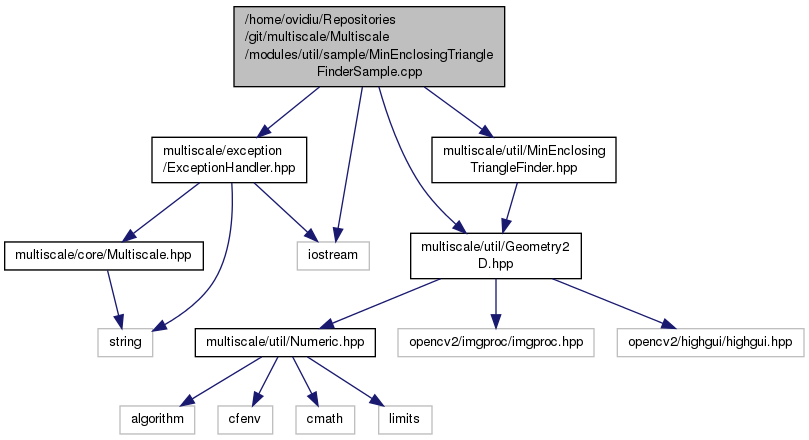 /home/ovidiu/Repositories
/git/multiscale/Multiscale
/modules/util/sample/MinEnclosingTriangle
FinderSample.cpp
multiscale/exception
/ExceptionHandler.hpp
multiscale/util/MinEnclosing
TriangleFinder.hpp
multiscale/core/Multiscale.hpp
iostream
multiscale/util/Geometry2
D.hpp
string
multiscale/util/Numeric.hpp
opencv2/imgproc/imgproc.hpp
opencv2/highgui/highgui.hpp
algorithm
cfenv
cmath
limits